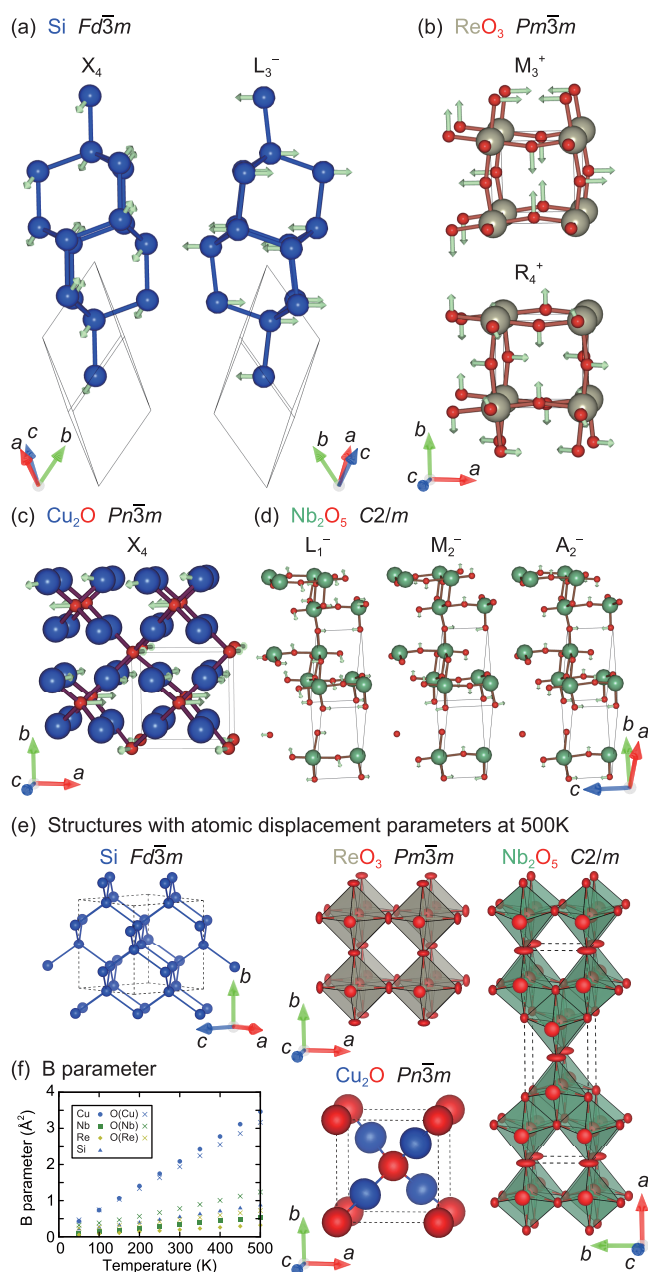 (a) Si Fd3̅m
X₄ L₃⁻
a c b
b a c
(b) ReO₃ Pm3̅m
M₃⁺
R₄⁺
b
c a
(c) Cu₂O Pn3̅m
X₄
b
c a
(d) Nb₂O₅ C2/m
L₁⁻ M₂⁻ A₂⁻
b a
c
(e) Structures with atomic displacement parameters at 500K
Si Fd3̅m
b
c a
ReO₃ Pm3̅m
b
c a
Nb₂O₅ C2/m
a
b c
Cu₂O Pn3̅m
b
c a
(f) B parameter
B parameter (Å²)
4
3
2
1
0
Cu O(Cu)
Nb O(Nb)
Re O(Re)
Si
0 100 200 300 400 500
Temperature (K)